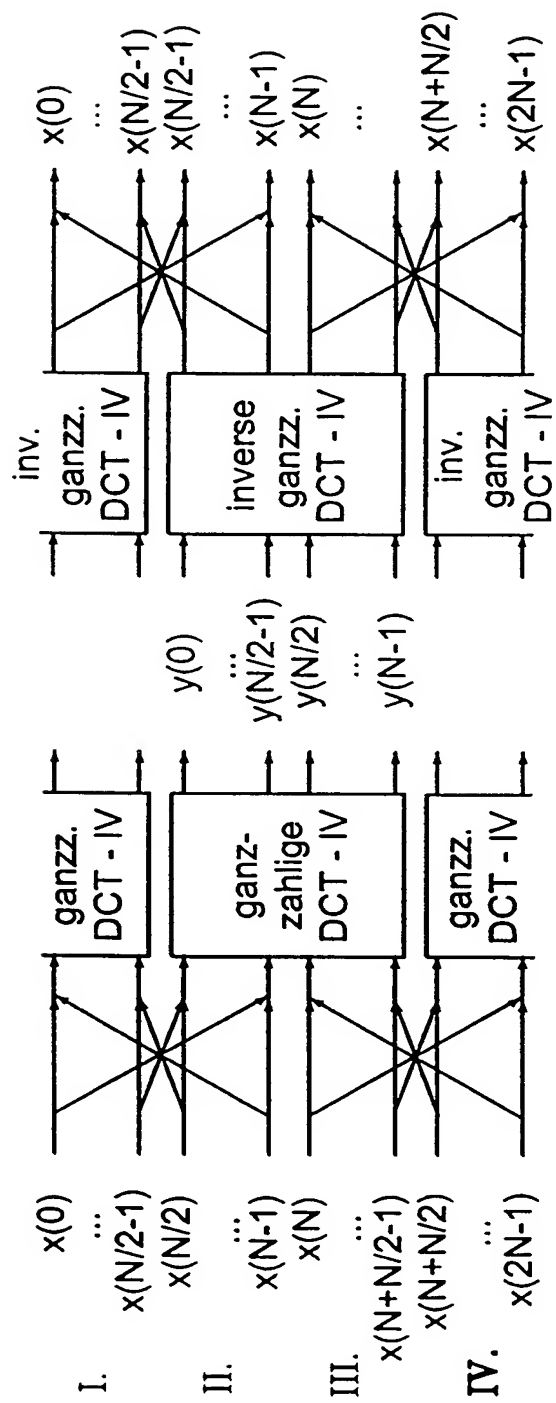 I.
II.
III.
IV.
x(0)
...
x(N/2-1)
x(N/2)
...
x(N-1)
x(N)
...
x(N+N/2-1)
x(N+N/2)
...
x(2N-1)
ganzz.
DCT - IV
ganz-
zahlige
DCT - IV
ganzz.
DCT - IV
y(0)
...
y(N/2-1)
y(N/2)
...
y(N-1)
inv.
ganzz.
DCT - IV
inverse
ganzz.
DCT - IV
inv.
ganzz.
DCT - IV
x(0)
...
x(N/2-1)
x(N/2-1)
...
x(N-1)
x(N)
...
x(N+N/2)
...
x(2N-1)